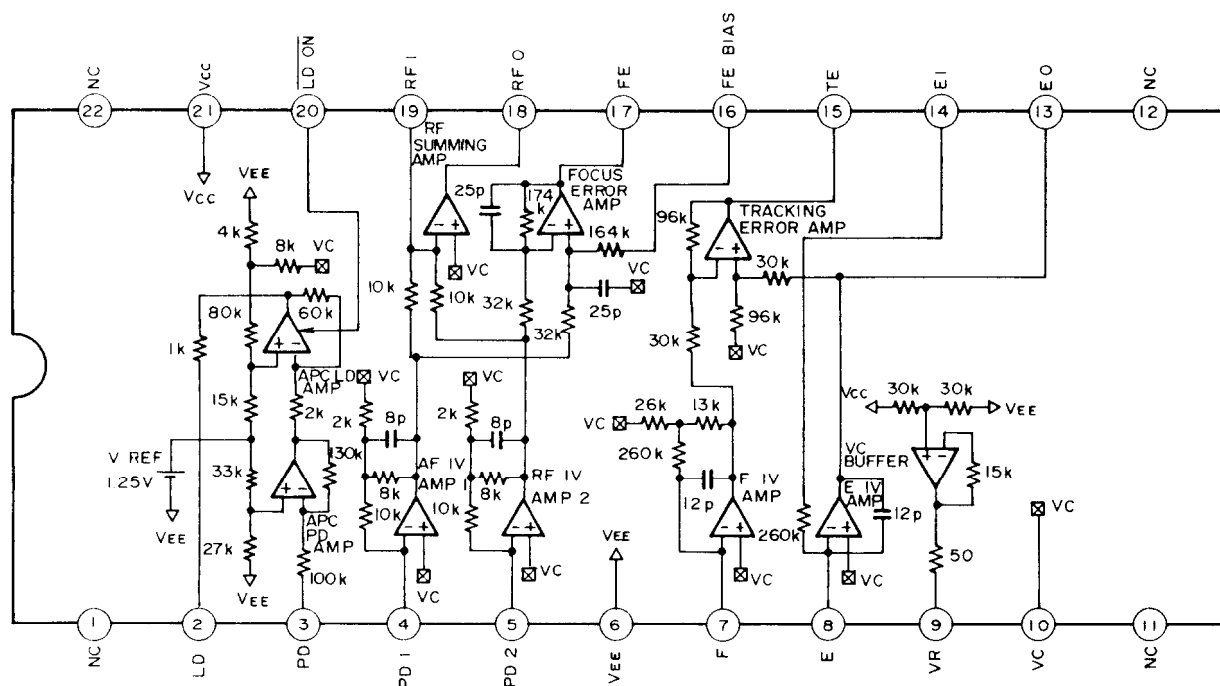 NC
Vcc
LD ON
RF I
RF O
FE
FE BIAS
TE
EI
EO
NC
22
21
20
19
18
17
16
15
14
13
12
RF
SUMMING
AMP
VEE
VCC
4k
8k
VC
25p
174
k
FOCUS
ERROR
AMP
164k
VC
25p
VC
96k
TRACKING
ERROR AMP
30k
96k
VC
30k
10k
10k
32k
32k
60k
80k
1k
APC LD
AMP
15k
2k
VC
2k
8p
VC
2k
8p
VC
26k
13k
260k
12p
VCC
30k
30k
VEE
VC
BUFFER
15k
V REF
1.25V
33k
130k
AF IV
AMP 1
8k
10k
RF IV
AMP 2
8k
10k
F IV
AMP
E IV
AMP
12p
260k
VEE
27k
APC
PD
AMP
100k
VEE
VC
VC
VEE
VC
VC
50
VC
1
2
3
4
5
6
7
8
9
10
11
NC
LD
PD
PD 1
PD 2
VEE
F
E
VR
VC
NC